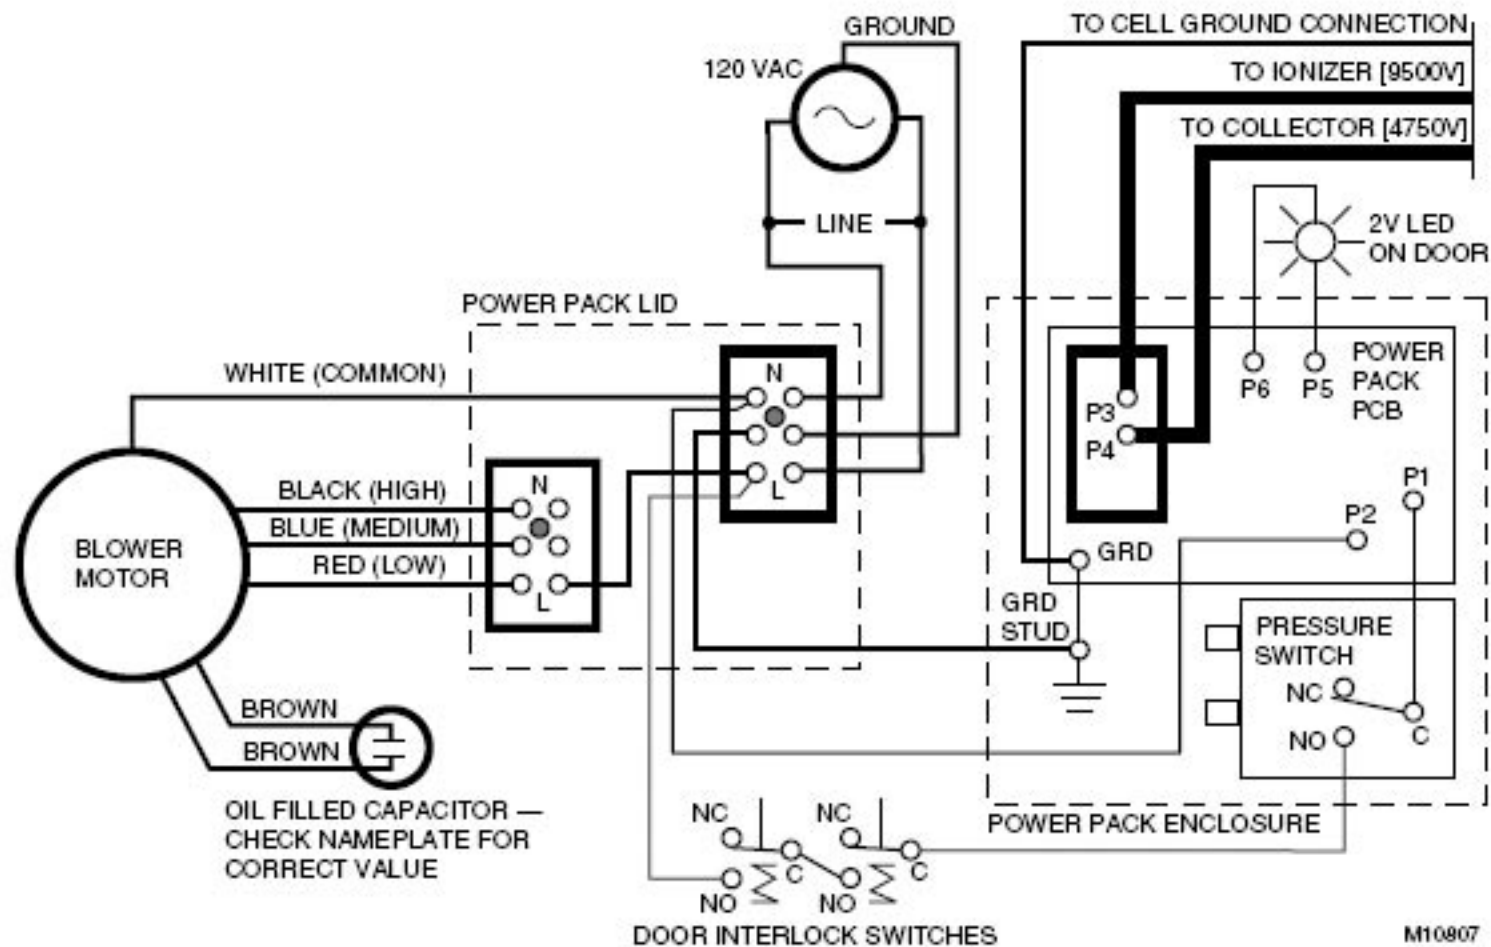 GROUND
TO CELL GROUND CONNECTION
120 VAC
TO IONIZER [9500V]
TO COLLECTOR [4750V]
LINE
2V LED
ON DOOR
POWER PACK LID
WHITE (COMMON)
N
L
POWER
PACK
PCB
P6
P5
P3
P4
P1
P2
GRD
GRD
STUD
BLACK (HIGH)
BLUE (MEDIUM)
RED (LOW)
N
L
BLOWER
MOTOR
PRESSURE
SWITCH
NC
NO
C
BROWN
BROWN
OIL FILLED CAPACITOR —
CHECK NAMEPLATE FOR
CORRECT VALUE
POWER PACK ENCLOSURE
NC
C
NO
NC
C
NO
DOOR INTERLOCK SWITCHES
M10807